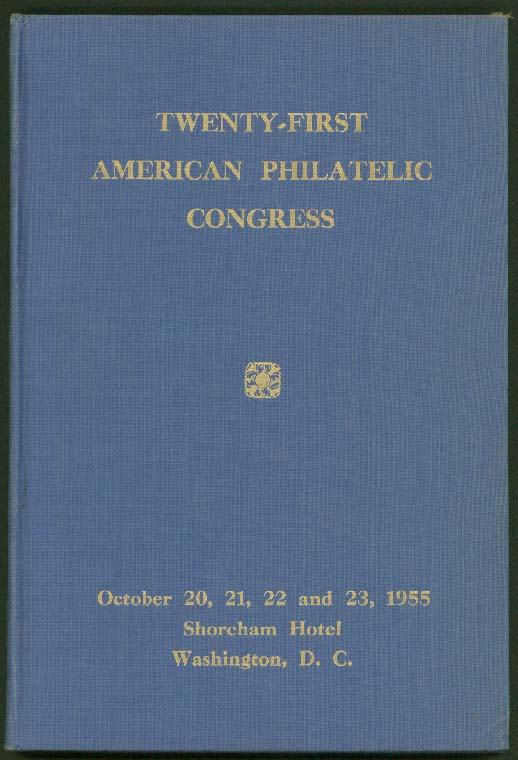 TWENTY-FIRST
AMERICAN PHILATELIC
CONGRESS
October 20, 21, 22 and 23, 1955
Shoreham Hotel
Washington, D. C.